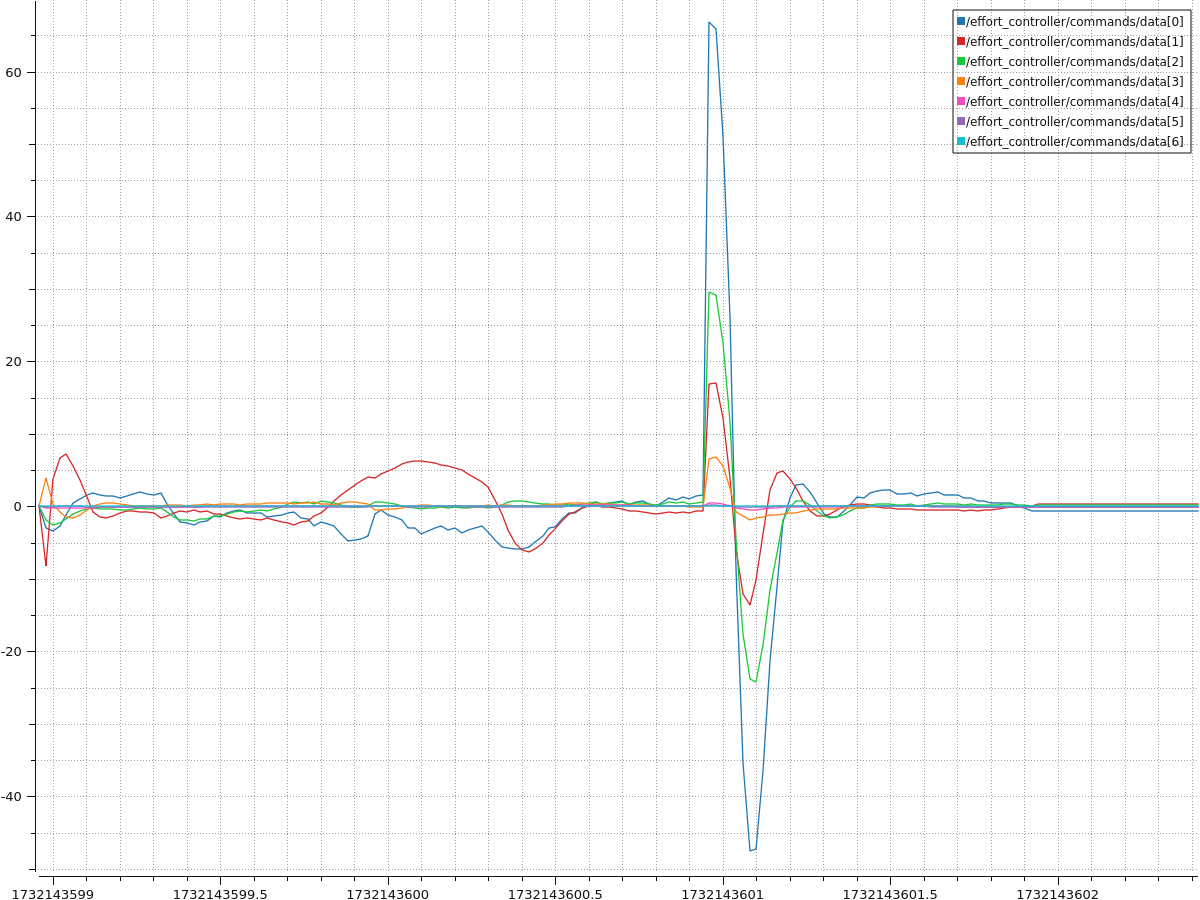 /effort_controller/commands/data[0]
/effort_controller/commands/data[1]
/effort_controller/commands/data[2]
/effort_controller/commands/data[3]
/effort_controller/commands/data[4]
/effort_controller/commands/data[5]
/effort_controller/commands/data[6]
60
40
20
0
-20
-40
1732143599 1732143599.5 1732143600 1732143600.5 1732143601 1732143601.5 1732143602